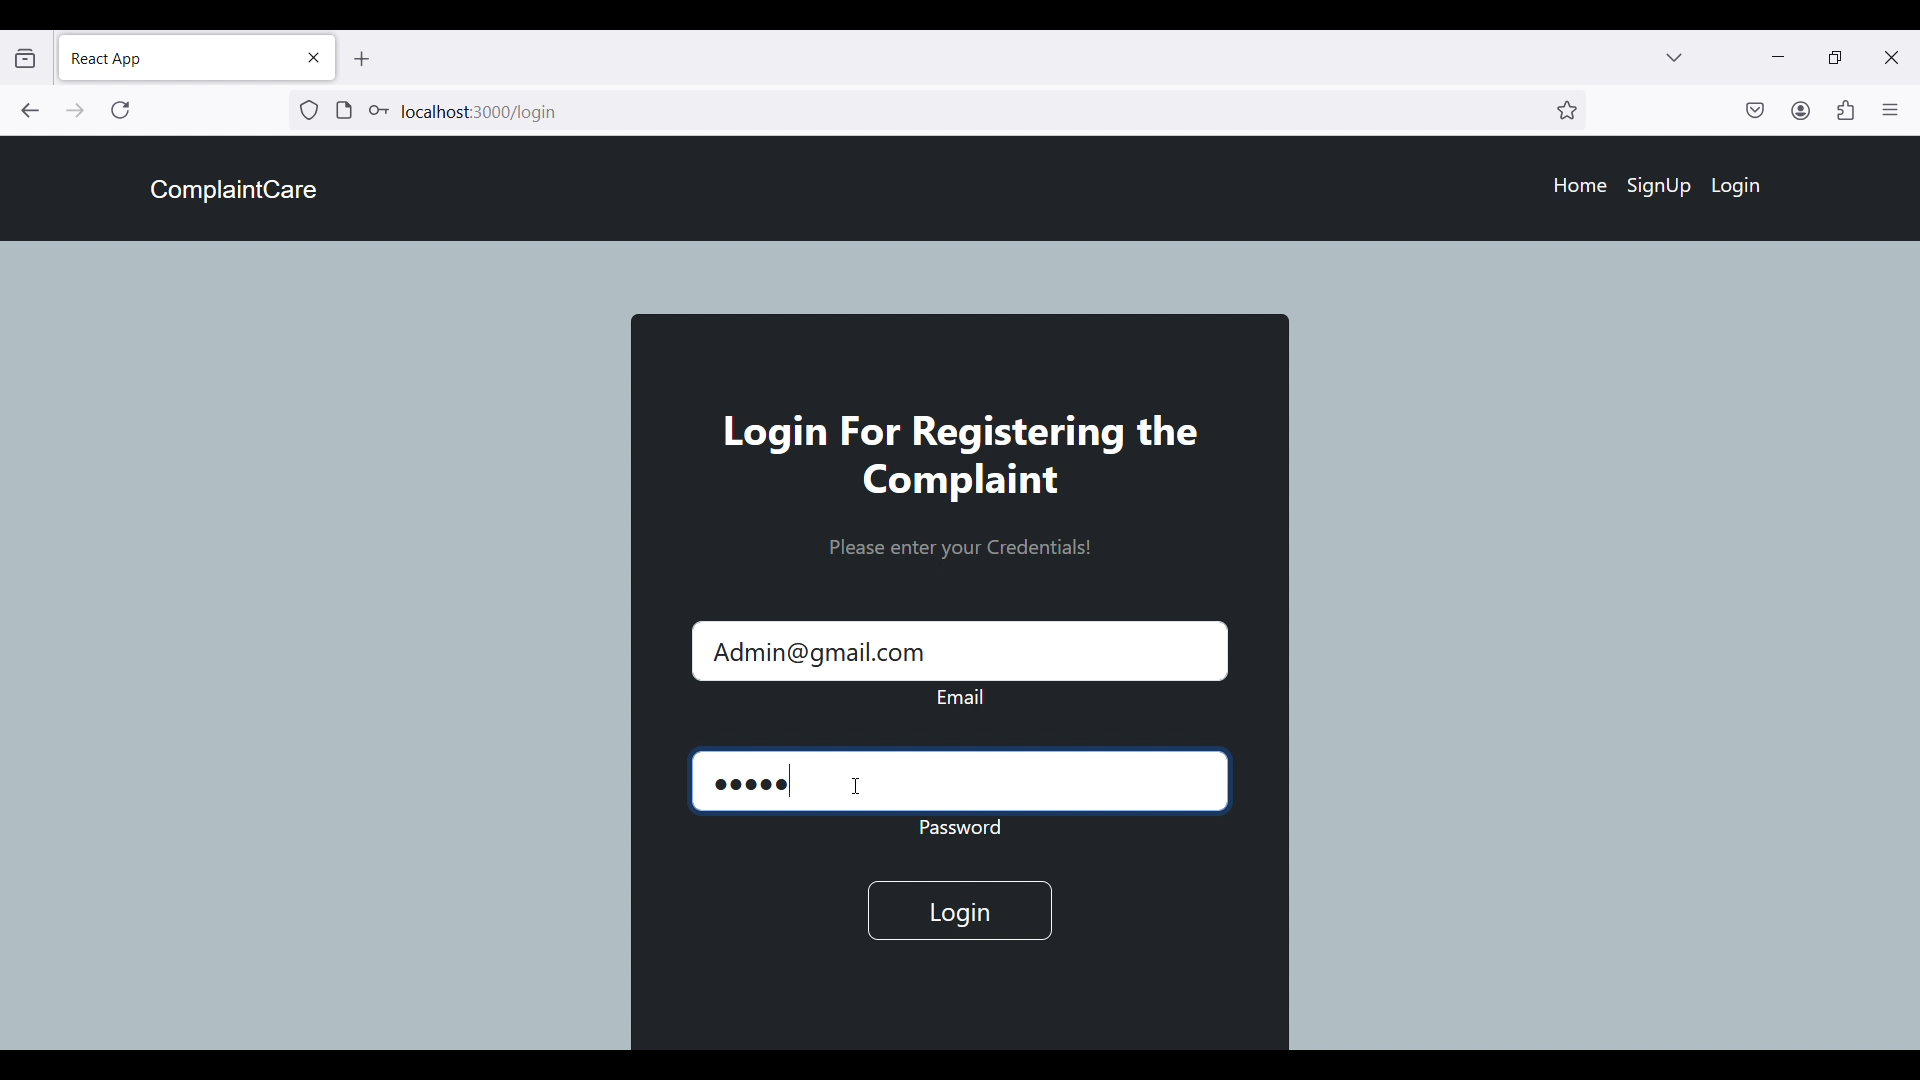 React App
localhost:3000/login
ComplaintCare
Home SignUp Login
Login For Registering the
Complaint
Please enter your Credentials!
Admin@gmail.com
Email
●●●●●
Password
Login